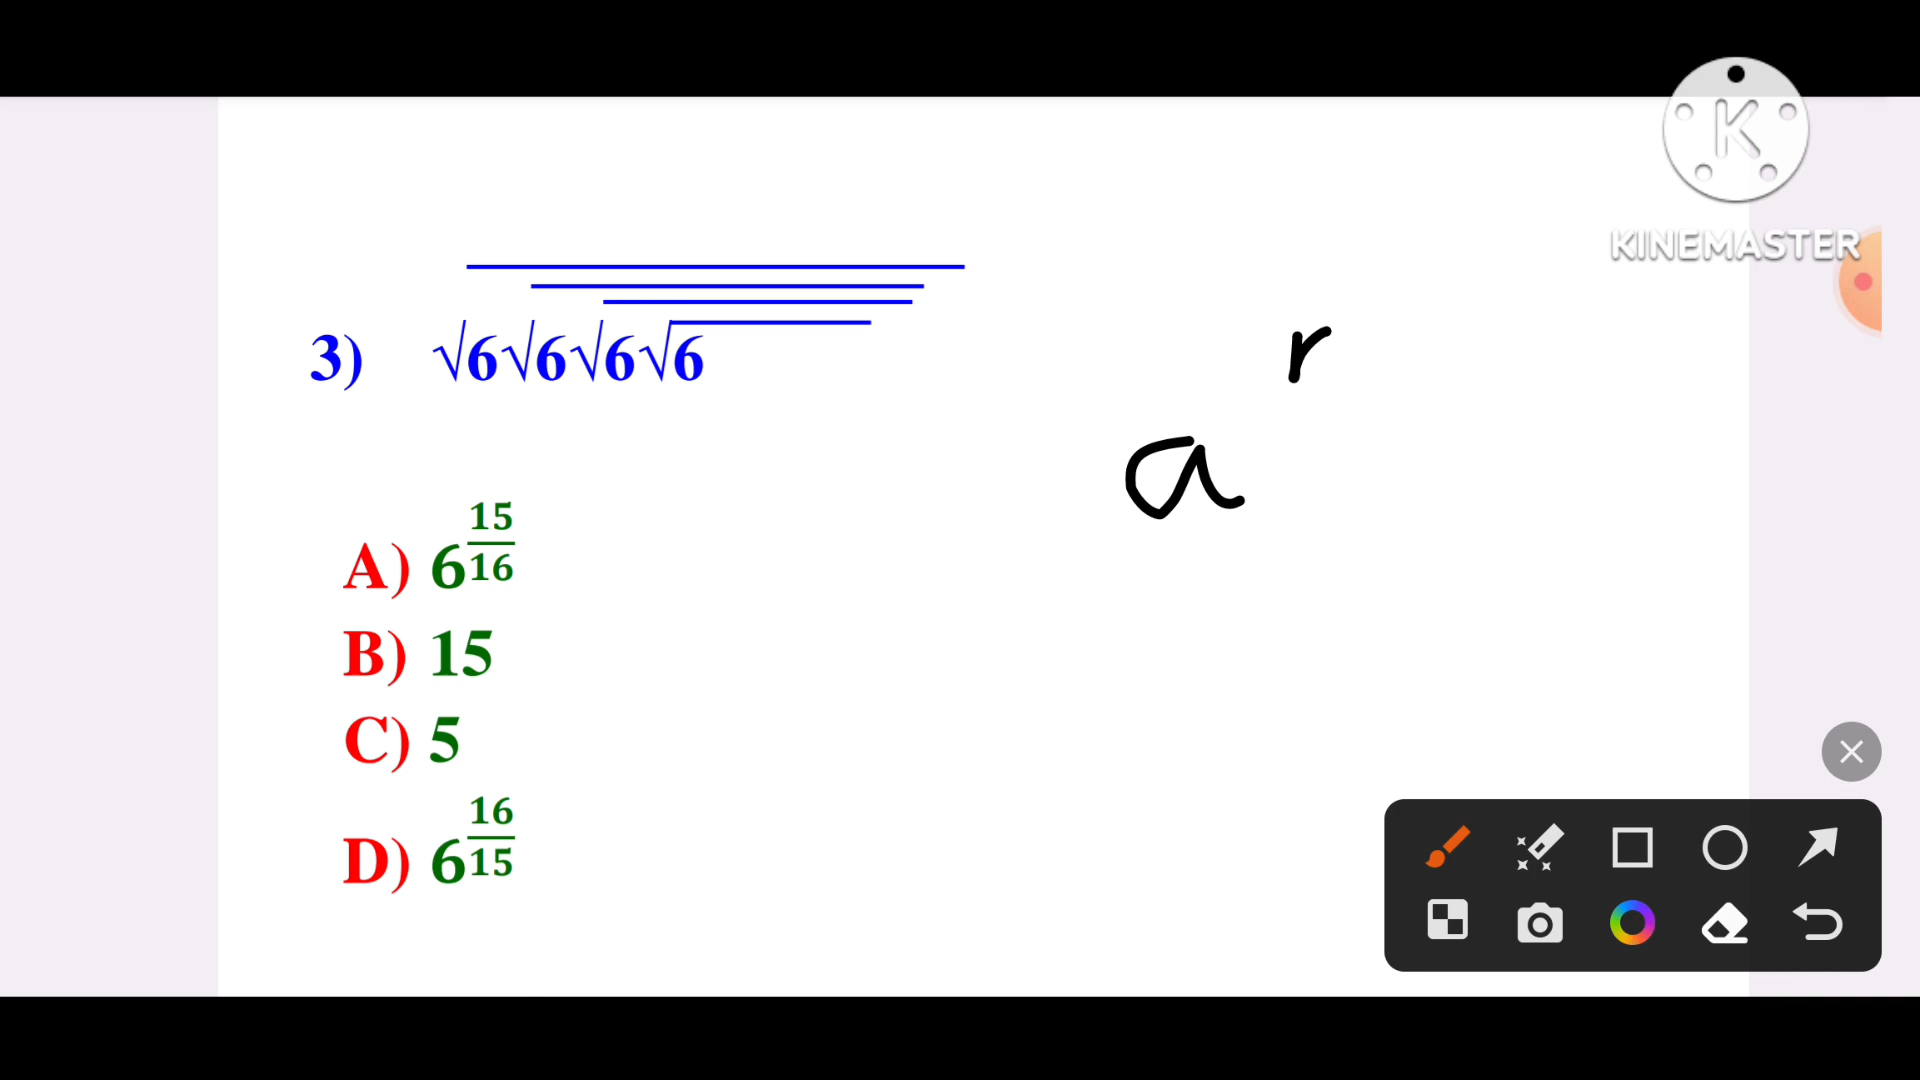 K
KINEMASTER
3) √6√6√6√6
r
a
A) 6^{15/16}
B) 15
C) 5
D) 6^{16/15}